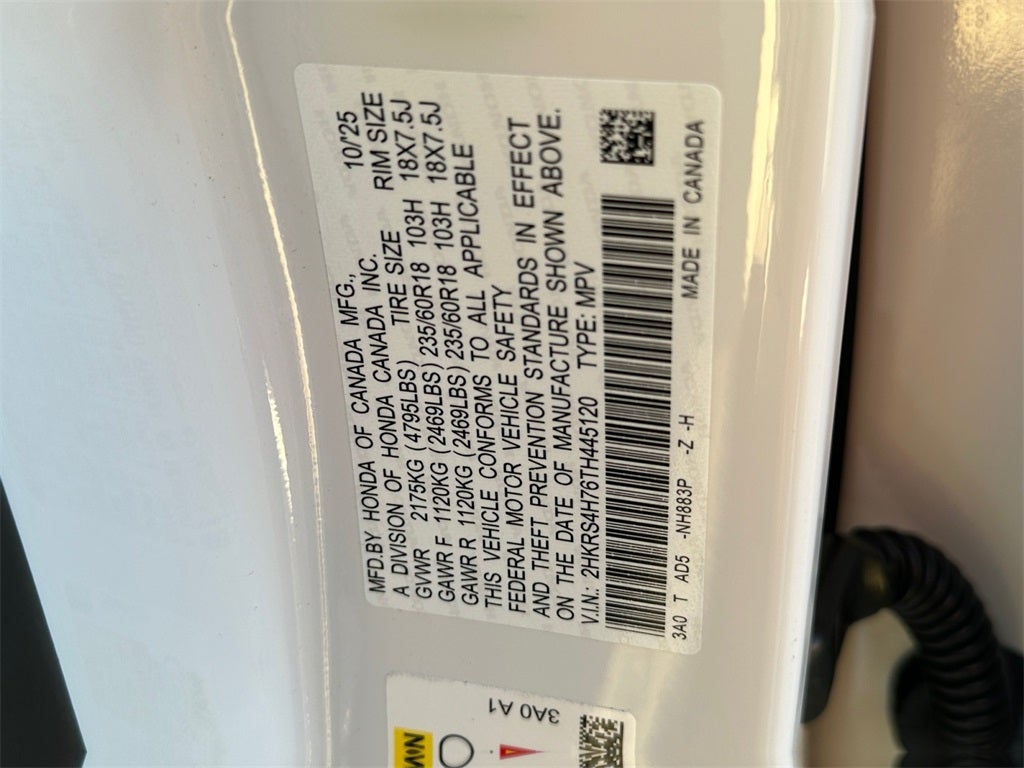 MFD.BY HONDA OF CANADA MFG., 10/'25
A DIVISION OF HONDA CANADA INC.
GVWR 2175KG (4795LBS) TIRE SIZE RIM SIZE
GAWR F 1120KG (2469LBS) 235/60R18 103H 18X7.5J
GAWR R 1120KG (2469LBS) 235/60R18 103H 18X7.5J
THIS VEHICLE CONFORMS TO ALL APPLICABLE
FEDERAL MOTOR VEHICLE SAFETY
AND THEFT PREVENTION STANDARDS IN EFFECT
ON THE DATE OF MANUFACTURE SHOWN ABOVE.
V.I.N.: 2HKRS4H76TH445120 TYPE: MPV
3A0 T AD5 -NH883P -Z -H MADE IN CANADA
3A0 A1